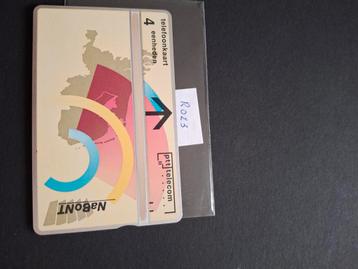 telefoonkaart
4
eenheden
ptt telecom
NaBoNT
R023